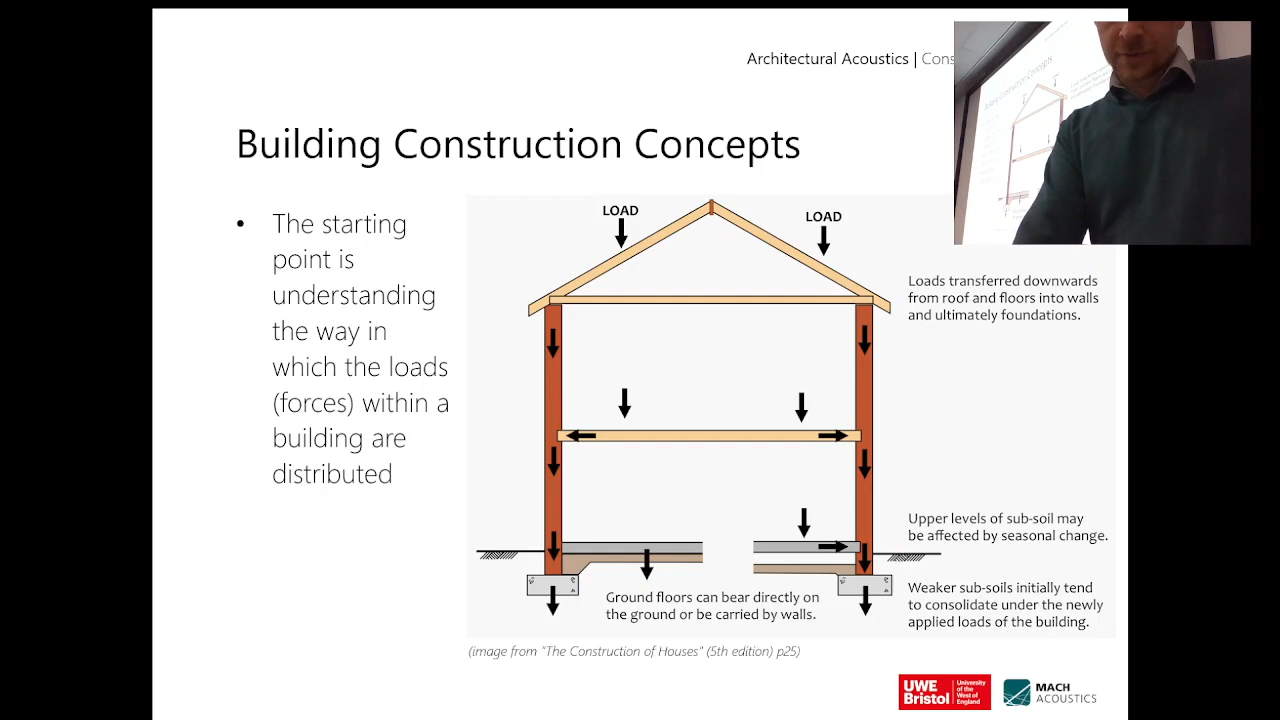 Architectural Acoustics | Cons
Building Construction Concepts
• The starting
point is
understanding
the way in
which the loads
(forces) within a
building are
distributed
LOAD
LOAD
Loads transferred downwards
from roof and floors into walls
and ultimately foundations.
Upper levels of sub-soil may
be affected by seasonal change.
Ground floors can bear directly on
the ground or be carried by walls.
Weaker sub-soils initially tend
to consolidate under the newly
applied loads of the building.
(image from "The Construction of Houses" (5th edition) p25)
UWE
Bristol
University
of the
West of
England
MACH
ACOUSTICS